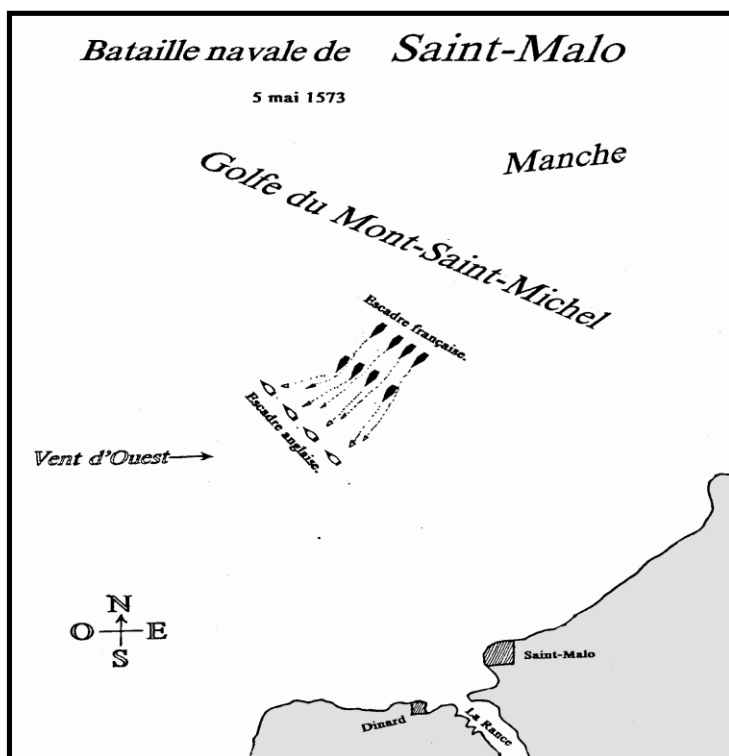 Bataille navale de Saint-Malo
5 mai 1573
Manche
Golfe du Mont-Saint-Michel
Escadre française.
Escadre anglaise.
Vent d'Ouest
N
O E
S
Saint-Malo
Dinard
La Rance